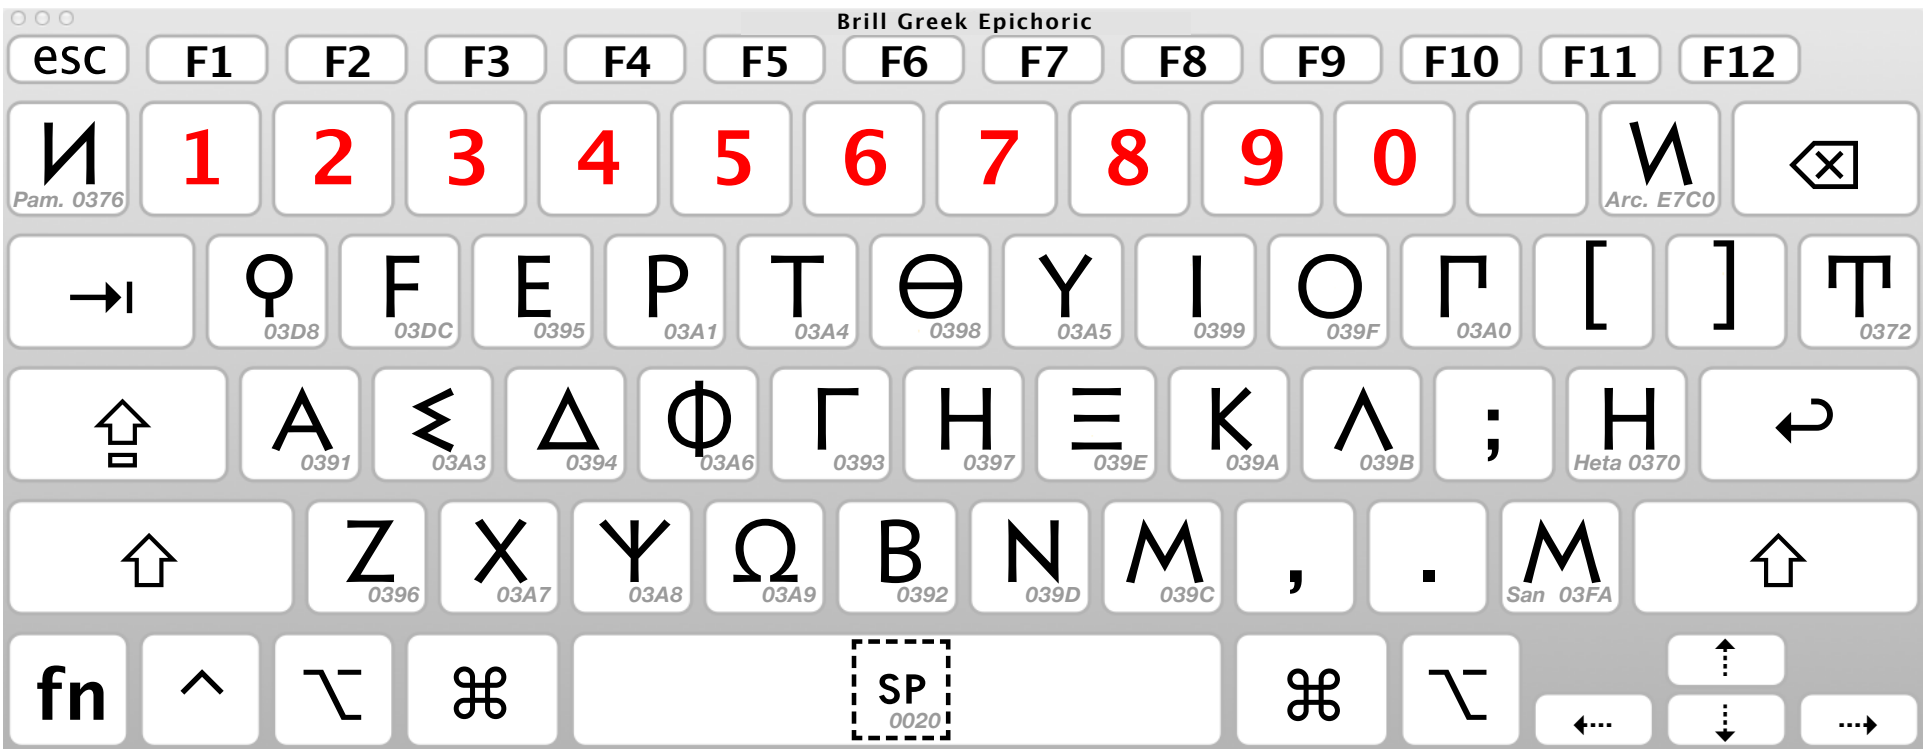 Brill Greek Epichoric
esc F1 F2 F3 F4 F5 F6 F7 F8 F9 F10 F11 F12
Ͷ 1 2 3 4 5 6 7 8 9 0 И
Pam. 0376 Arc. E7C0
Ϙ Ϝ Ε Ρ Τ Θ Υ Ι Ο Π [ ] Ͳ
03D8 03DC 0395 03A1 03A4 0398 03A5 0399 039F 03A0 0372
Α Σ Δ Φ Γ Η Ξ Κ Λ ; Η
0391 03A3 0394 03A6 0393 0397 039E 039A 039B Heta 0370
Ζ Χ Ψ Ω Β Ν Μ , . Ϻ
0396 03A7 03A8 03A9 0392 039D 039C San 03FA
fn ^ ⌥ ⌘ SP ⌘ ⌥
0020